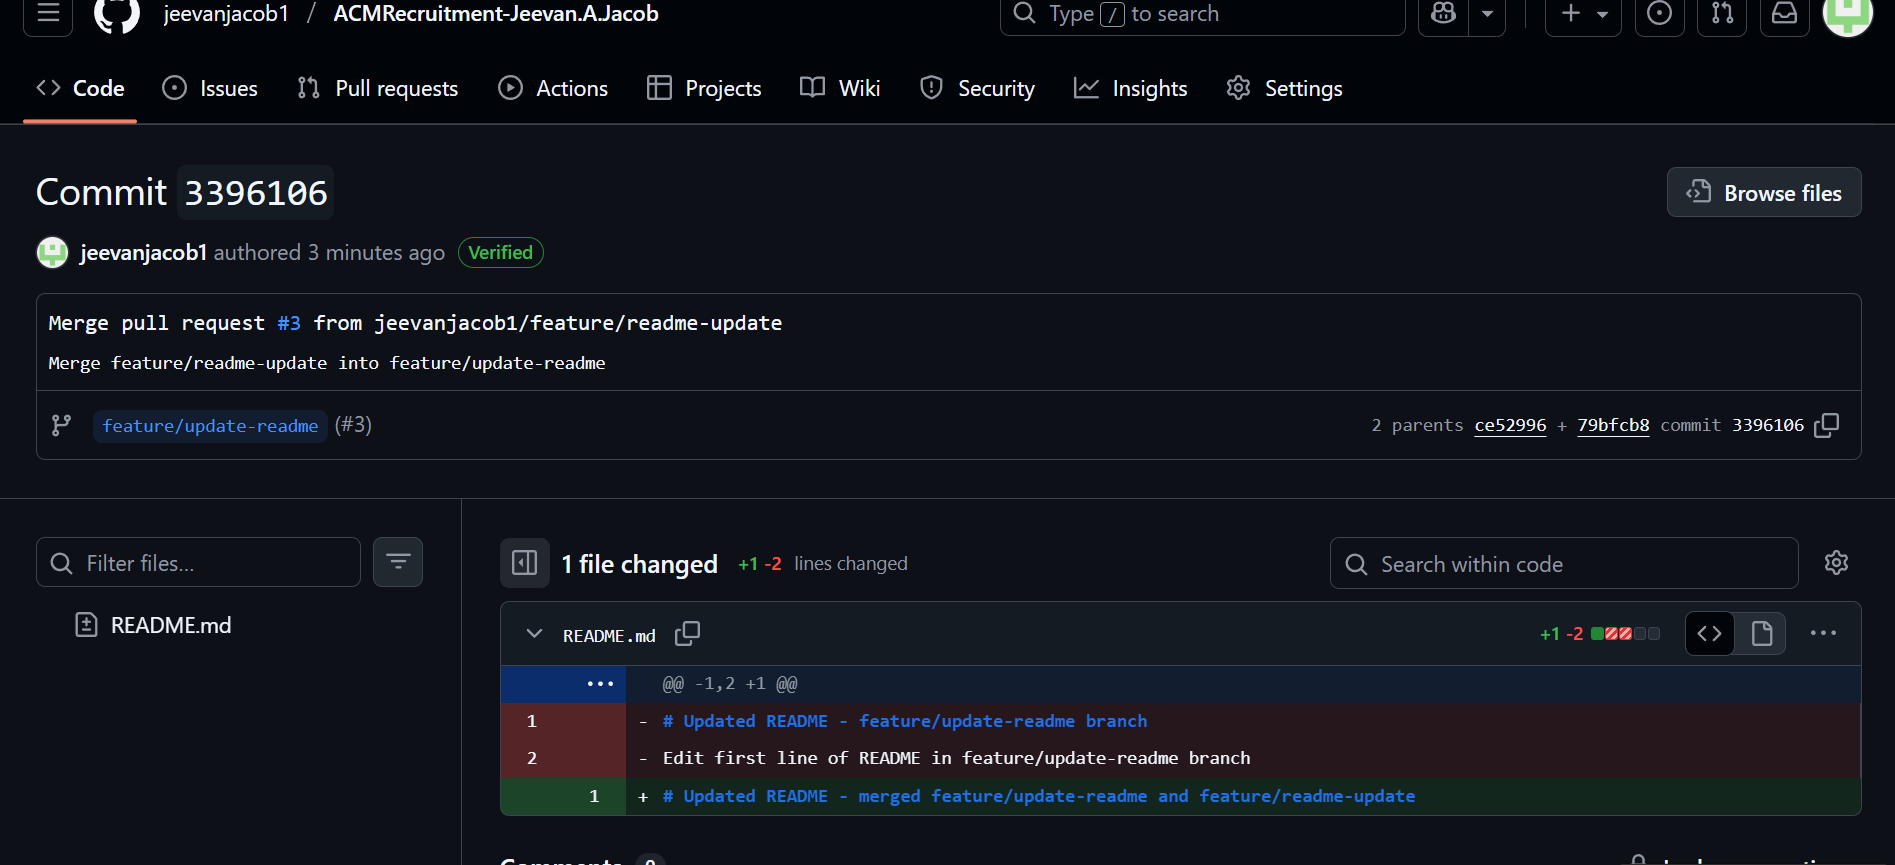 jeevanjacob1 / ACMRecruitment-Jeevan.A.Jacob
Type / to search
Code
Issues
Pull requests
Actions
Projects
Wiki
Security
Insights
Settings
Commit 3396106
Browse files
jeevanjacob1 authored 3 minutes ago Verified
Merge pull request #3 from jeevanjacob1/feature/readme-update
Merge feature/readme-update into feature/update-readme
feature/update-readme (#3)
2 parents ce52996 + 79bfcb8 commit 3396106
Filter files...
README.md
1 file changed +1 -2 lines changed
Search within code
README.md
+1 -2
@@ -1,2 +1 @@
1 - # Updated README - feature/update-readme branch
2 - Edit first line of README in feature/update-readme branch
1 + # Updated README - merged feature/update-readme and feature/readme-update
Comments 0